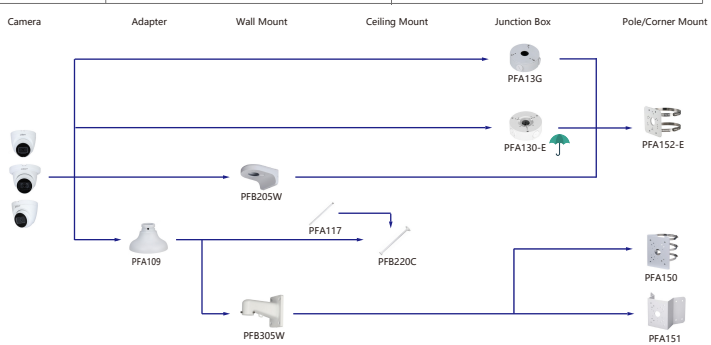 Camera Adapter Wall Mount Ceiling Mount Junction Box Pole/Corner Mount
PFA13G
PFA130-E
PFA152-E
PFB205W
PFA117
PFA109
PFB220C
PFA150
PFB305W
PFA151